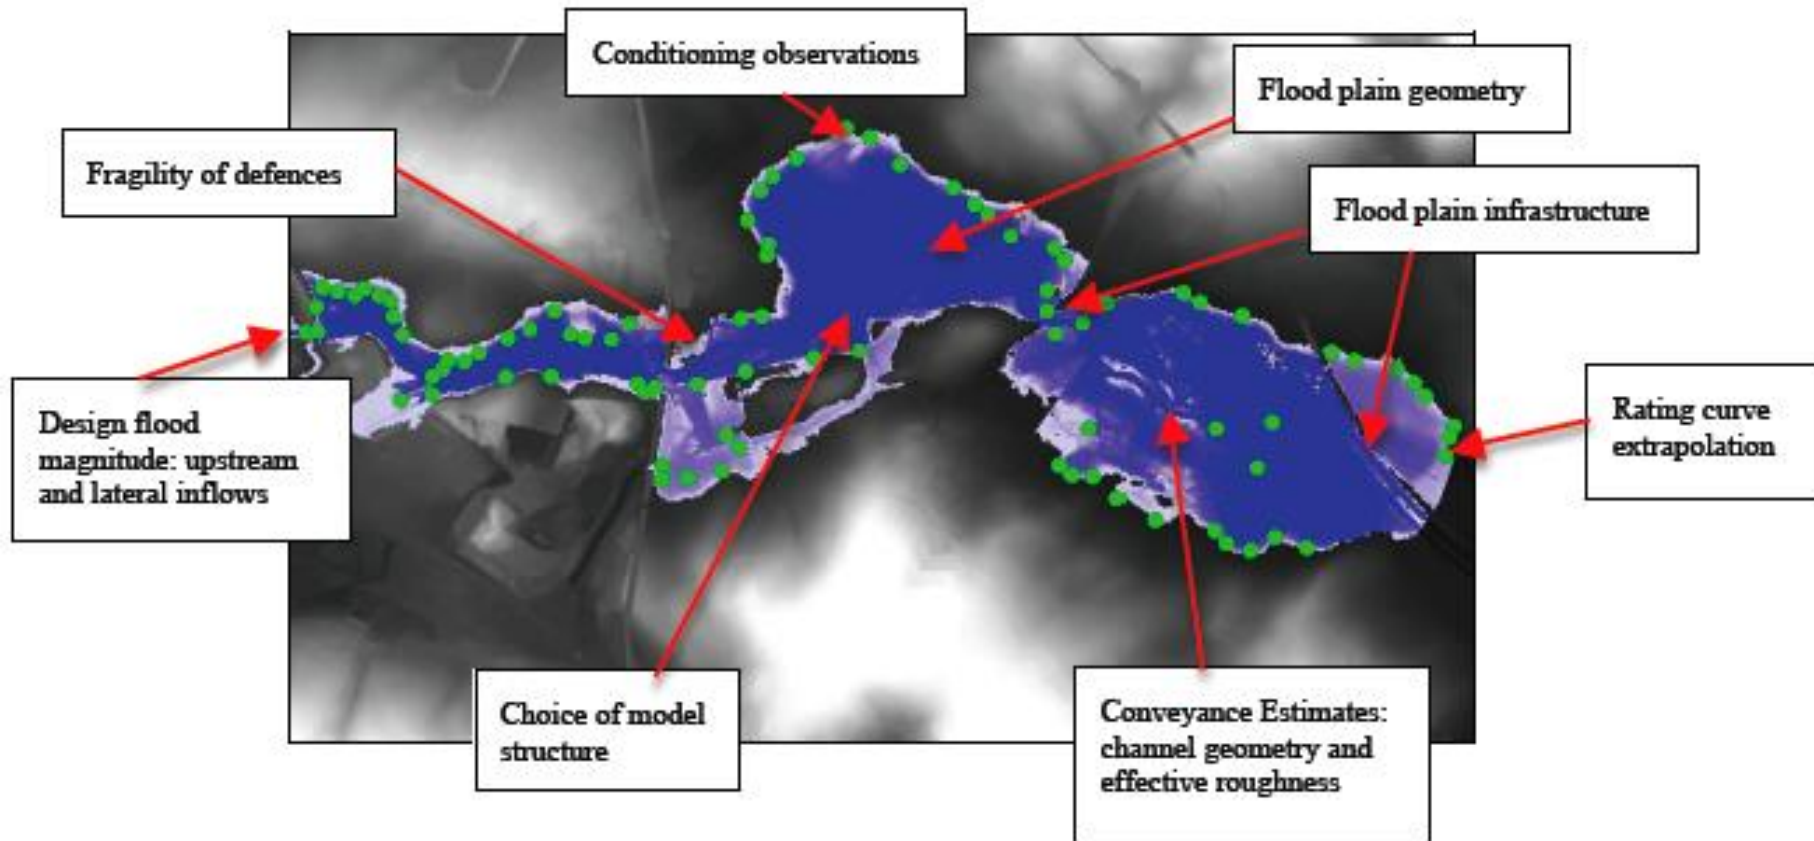 Conditioning observations
Flood plain geometry
Fragility of defences
Flood plain infrastructure
Design flood
magnitude: upstream
and lateral inflows
Rating curve
extrapolation
Choice of model
structure
Conveyance Estimates:
channel geometry and
effective roughness